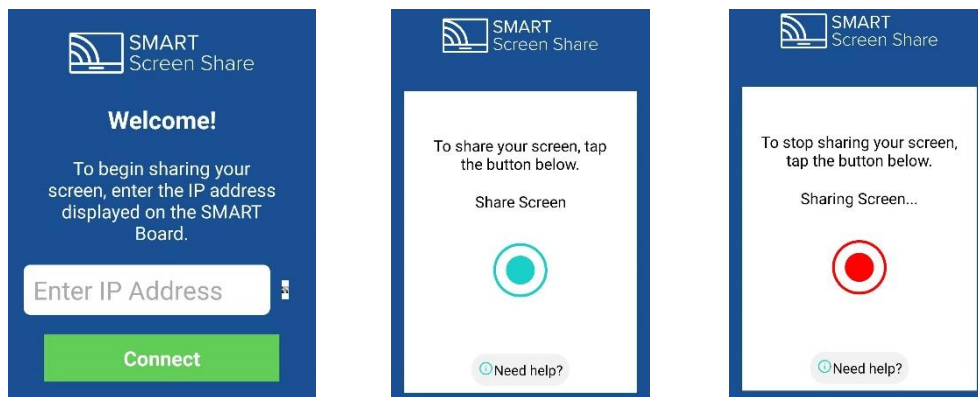 SMART
Screen Share
Welcome!
To begin sharing your
screen, enter the IP address
displayed on the SMART
Board.
Enter IP Address
Connect
SMART
Screen Share
To share your screen, tap
the button below.
Share Screen
Need help?
SMART
Screen Share
To stop sharing your screen,
tap the button below.
Sharing Screen...
Need help?